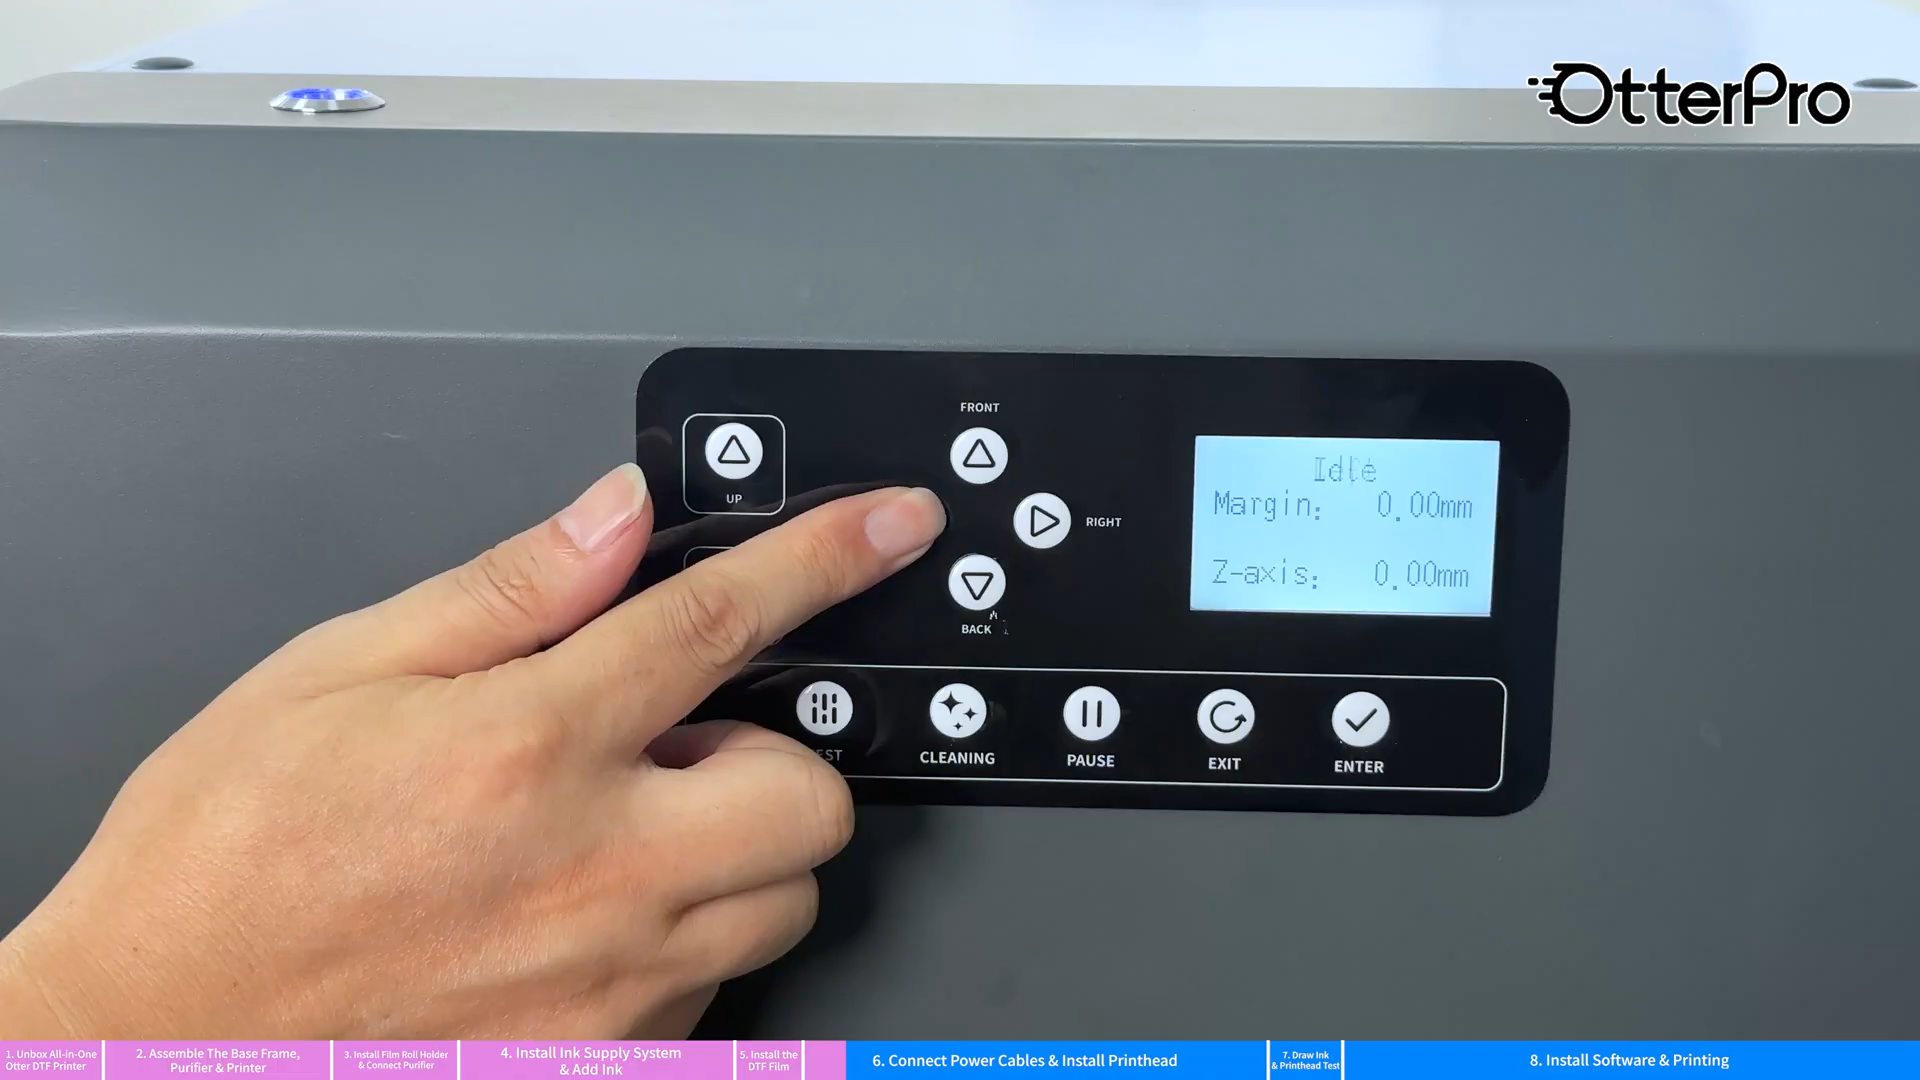 OtterPro
FRONT
UP
RIGHT
BACK
Idle
Margin: 0.00mm
Z-axis: 0.00mm
CLEANING
PAUSE
EXIT
ENTER
1. Unbox All-in-One
Otter DTF Printer
2. Assemble The Base Frame,
Purifier & Printer
3. Install Film Roll Holder
& Connect Purifier
4. Install Ink Supply System
& Add Ink
5. Install the
DTF Film
6. Connect Power Cables & Install Printhead
7. Draw Ink
& Printhead Test
8. Install Software & Printing